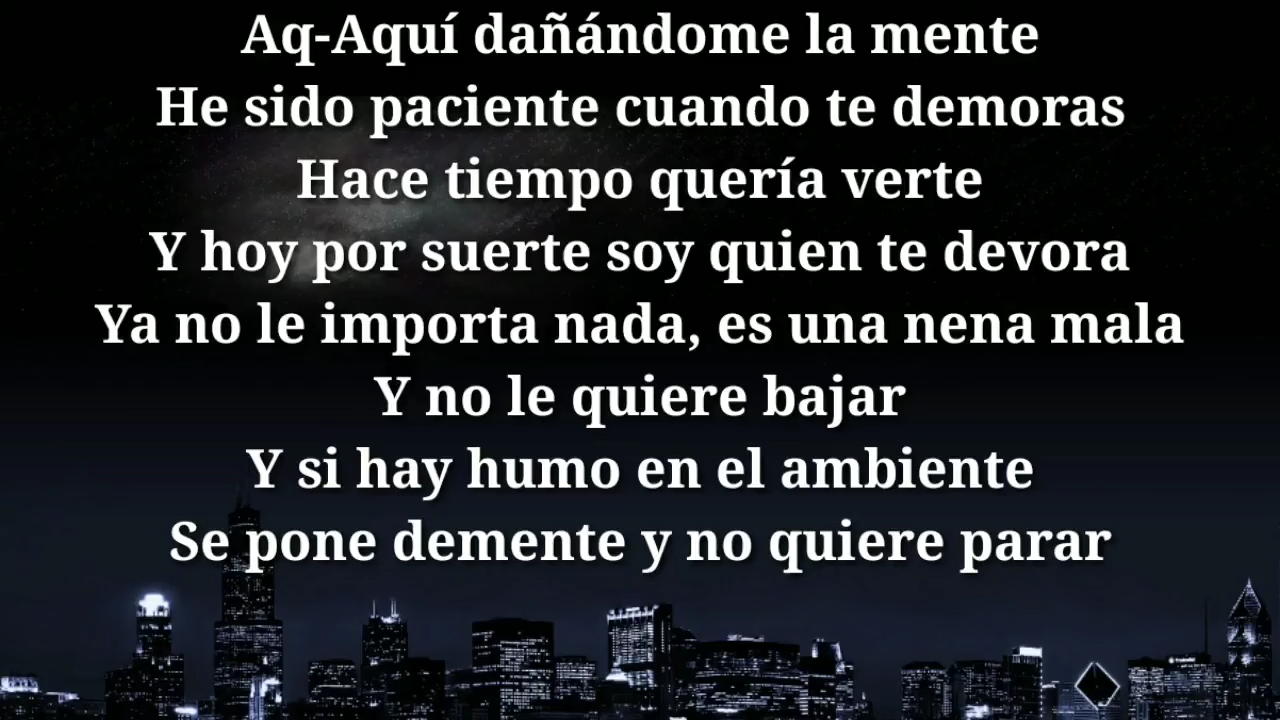 Aq-Aquí dañándome la mente
He sido paciente cuando te demoras
Hace tiempo quería verte
Y hoy por suerte soy quien te devora
Ya no le importa nada, es una nena mala
Y no le quiere bajar
Y si hay humo en el ambiente
Se pone demente y no quiere parar